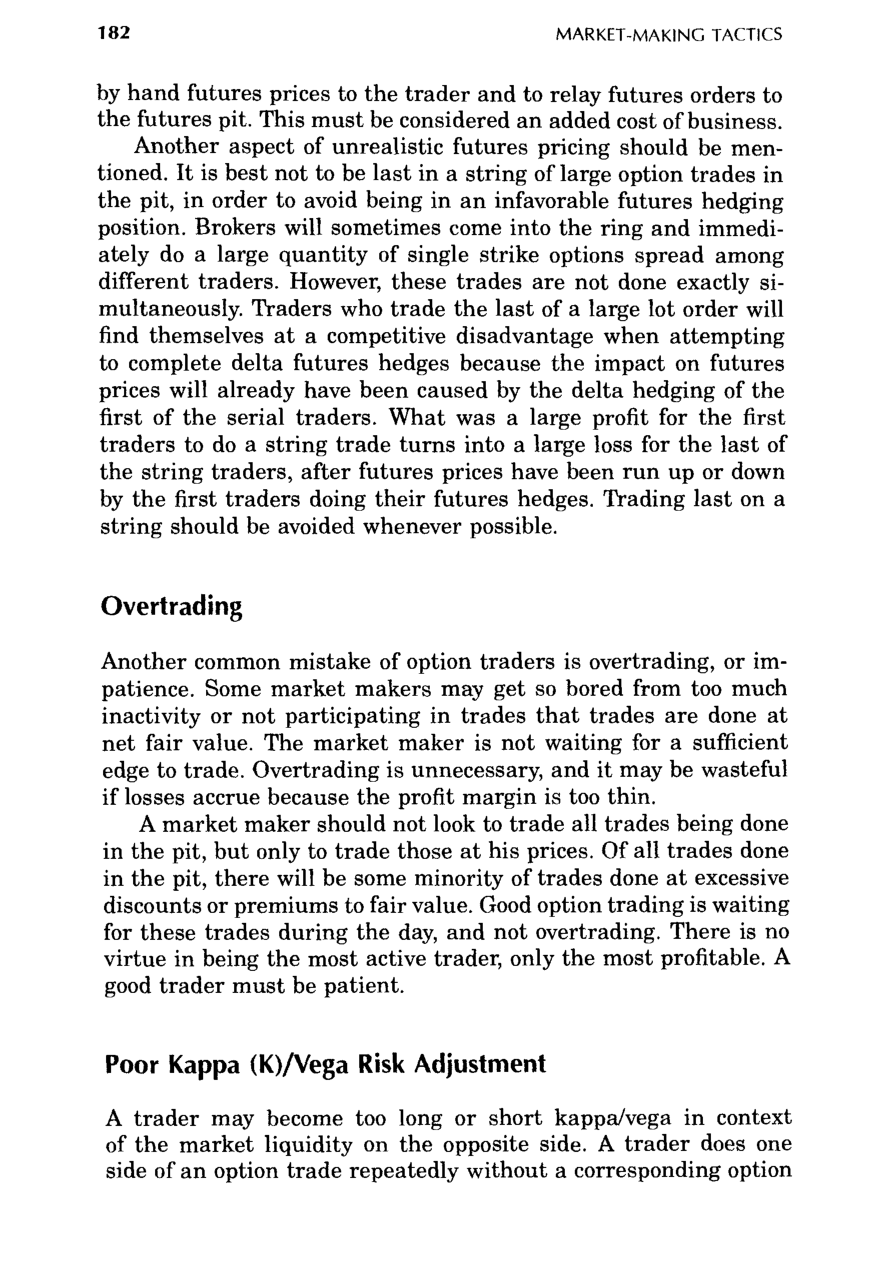 182 MARKET-MAKING TACTICS
by hand futures prices to the trader and to relay futures orders to
the futures pit. This must be considered an added cost of business.
Another aspect of unrealistic futures pricing should be men-
tioned. It is best not to be last in a string of large option trades in
the pit, in order to avoid being in an infavorable futures hedging
position. Brokers will sometimes come into the ring and immedi-
ately do a large quantity of single strike options spread among
different traders. However, these trades are not done exactly si-
multaneously. Traders who trade the last of a large lot order will
find themselves at a competitive disadvantage when attempting
to complete delta futures hedges because the impact on futures
prices will already have been caused by the delta hedging of the
first of the serial traders. What was a large profit for the first
traders to do a string trade turns into a large loss for the last of
the string traders, after futures prices have been run up or down
by the first traders doing their futures hedges. Trading last on a
string should be avoided whenever possible.
Overtrading
Another common mistake of option traders is overtrading, or im-
patience. Some market makers may get so bored from too much
inactivity or not participating in trades that trades are done at
net fair value. The market maker is not waiting for a sufficient
edge to trade. Overtrading is unnecessary, and it may be wasteful
if losses accrue because the profit margin is too thin.
A market maker should not look to trade all trades being done
in the pit, but only to trade those at his prices. Of all trades done
in the pit, there will be some minority of trades done at excessive
discounts or premiums to fair value. Good option trading is waiting
for these trades during the day, and not overtrading. There is no
virtue in being the most active trader, only the most profitable. A
good trader must be patient.
Poor Kappa (K)/Vega Risk Adjustment
A trader may become too long or short kappa/vega in context
of the market liquidity on the opposite side. A trader does one
side of an option trade repeatedly without a corresponding option